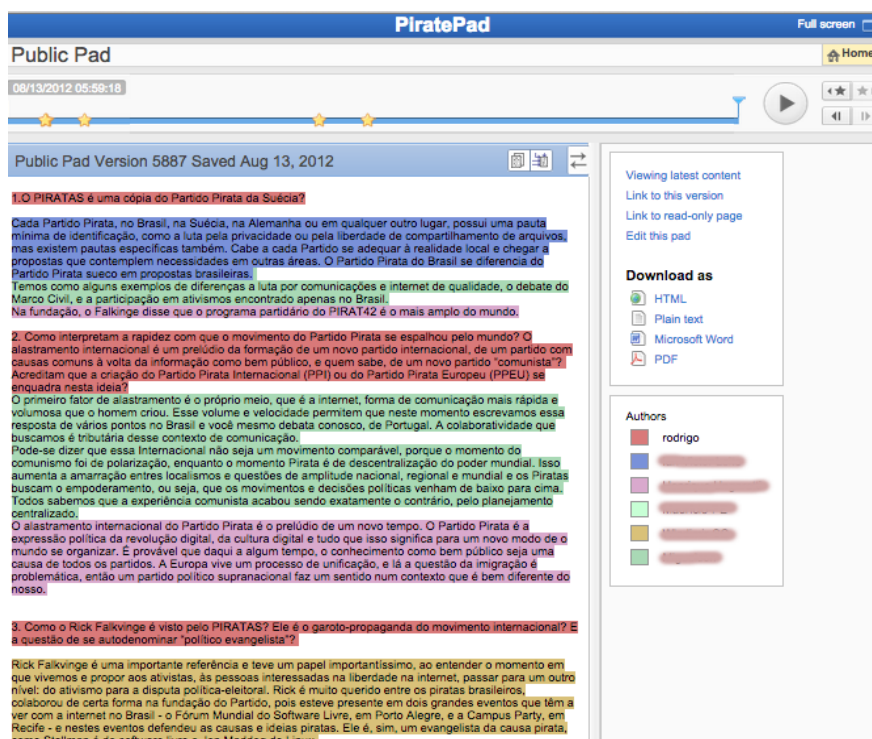 PiratePad
Full screen
Public Pad
Home
08/13/2012 05:59:18
Public Pad Version 5887 Saved Aug 13, 2012
1.O PIRATAS é uma cópia do Partido Pirata da Suécia?
Cada Partido Pirata, no Brasil, na Suécia, na Alemanha ou em qualquer outro lugar, possui uma pauta
mínima de identificação, como a luta pela privacidade ou pela liberdade de compartilhamento de arquivos,
mas existem pautas específicas também. Cabe a cada Partido se adequar à realidade local e chegar a
propostas que contemplem necessidades em outras áreas. O Partido Pirata do Brasil se diferencia do
Partido Pirata sueco em propostas brasileiras.
Temos como alguns exemplos de diferenças a luta por comunicações e internet de qualidade, o debate do
Marco Civil, e a participação em ativismos encontrado apenas no Brasil.
Na fundação, o Falkinge disse que o programa partidário do PIRAT42 é o mais amplo do mundo.
2. Como interpretam a rapidez com que o movimento do Partido Pirata se espalhou pelo mundo? O
alastramento internacional é um prelúdio da formação de um novo partido internacional, de um partido com
causas comuns à volta da informação como bem público, e quem sabe, de um novo partido "comunista"?
Acreditam que a criação do Partido Pirata Internacional (PPI) ou do Partido Pirata Europeu (PPEU) se
enquadra nesta ideia?
O primeiro fator de alastramento é o próprio meio, que é a internet, forma de comunicação mais rápida e
volumosa que o homem criou. Esse volume e velocidade permitem que neste momento escrevamos essa
resposta de vários pontos no Brasil e você mesmo debata conosco, de Portugal. A colaboratividade que
buscamos é tributária desse contexto de comunicação.
Pode-se dizer que essa Internacional não seja um movimento comparável, porque o momento do
comunismo foi de polarização, enquanto o momento Pirata é de descentralização do poder mundial. Isso
aumenta a amarração entres localismos e questões de amplitude nacional, regional e mundial e os Piratas
buscam o empoderamento, ou seja, que os movimentos e decisões políticas venham de baixo para cima.
Todos sabemos que a experiência comunista acabou sendo exatamente o contrário, pelo planejamento
centralizado.
O alastramento internacional do Partido Pirata é o prelúdio de um novo tempo. O Partido Pirata é a
expressão política da revolução digital, da cultura digital e tudo que isso significa para um novo modo de o
mundo se organizar. É provável que daqui a algum tempo, o conhecimento como bem público seja uma
causa de todos os partidos. A Europa vive um processo de unificação, e lá a questão da imigração é
problemática, então um partido político supranacional faz um sentido num contexto que é bem diferente do
nosso.
3. Como o Rick Falkvinge é visto pelo PIRATAS? Ele é o garoto-propaganda do movimento internacional? E
a questão de se autodenominar "político evangelista"?
Rick Falkvinge é uma importante referência e teve um papel importantíssimo, ao entender o momento em
que vivemos e propor aos ativistas, às pessoas interessadas na liberdade na internet, passar para um outro
nível: do ativismo para a disputa política-eleitoral. Rick é muito querido entre os piratas brasileiros,
colaborou de certa forma na fundação do Partido, pois esteve presente em dois grandes eventos que têm a
ver com a internet no Brasil - o Fórum Mundial do Software Livre, em Porto Alegre, e a Campus Party, em
Recife - e nestes eventos defendeu as causas e ideias piratas. Ele é, sim, um evangelista da causa pirata,
Viewing latest content
Link to this version
Link to read-only page
Edit this pad
Download as
HTML
Plain text
Microsoft Word
PDF
Authors
rodrigo